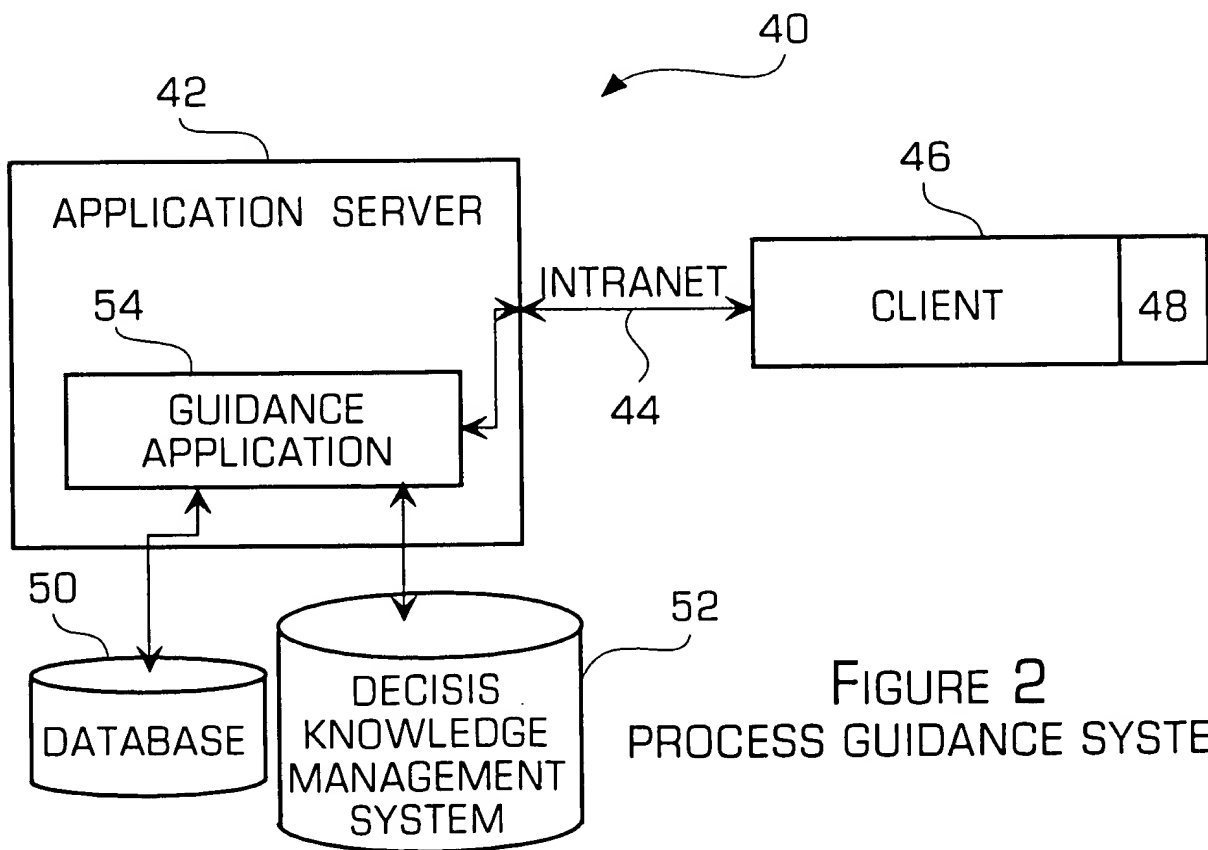 40
42
APPLICATION SERVER
46
INTRANET
CLIENT
48
54
44
GUIDANCE
APPLICATION
50
52
DATABASE
DECISIS
KNOWLEDGE
MANAGEMENT
SYSTEM
FIGURE 2
PROCESS GUIDANCE SYSTE